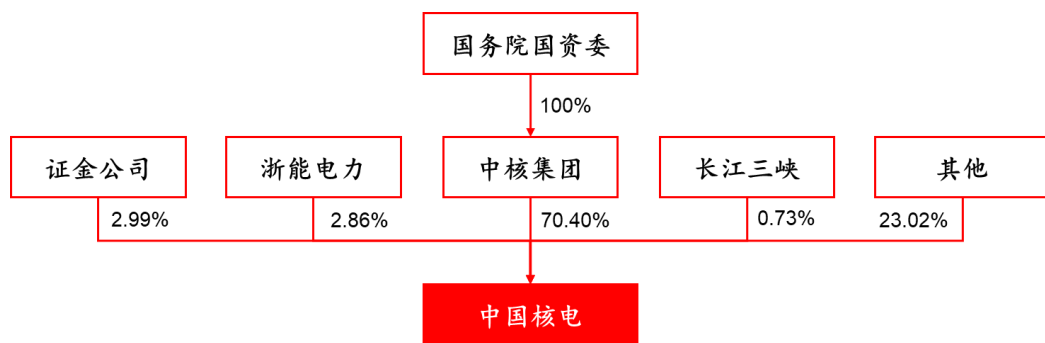 国务院国资委
100%
证金公司
浙能电力
中核集团
长江三峡
其他
2.99%
2.86%
70.40%
0.73%
23.02%
中国核电